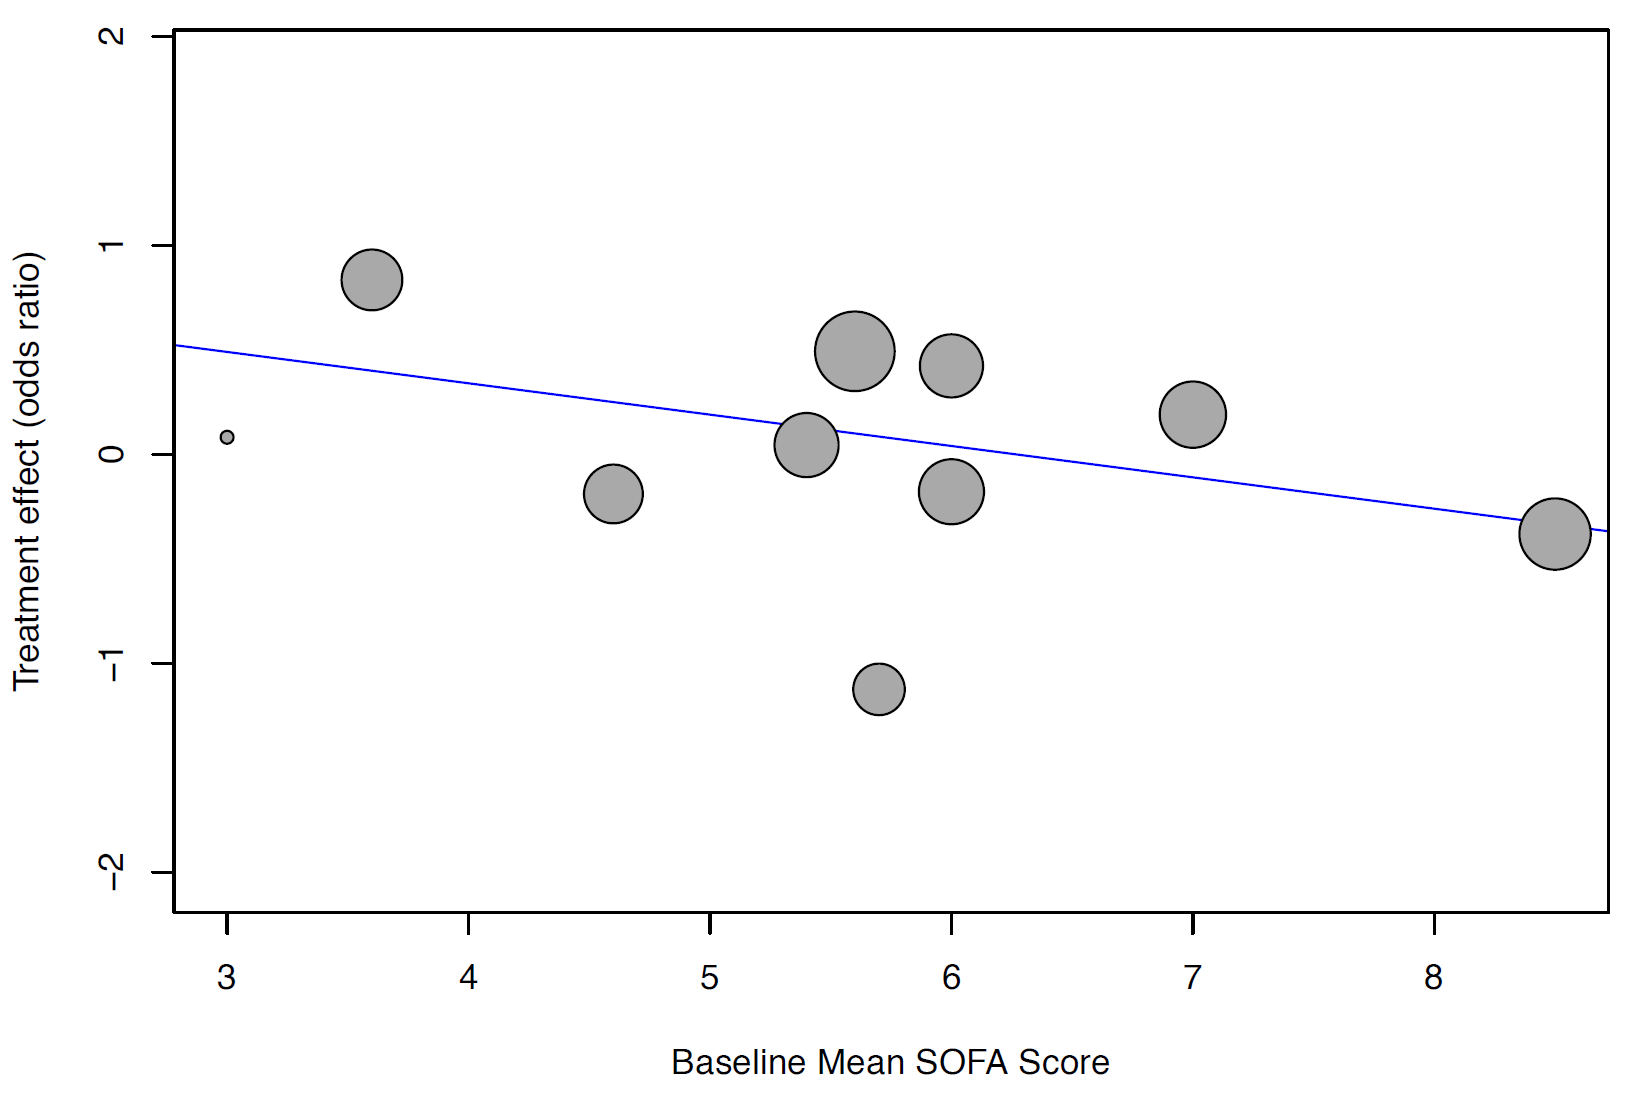 Treatment effect (odds ratio)
2
1
0
−1
−2
3 4 5 6 7 8
Baseline Mean SOFA Score